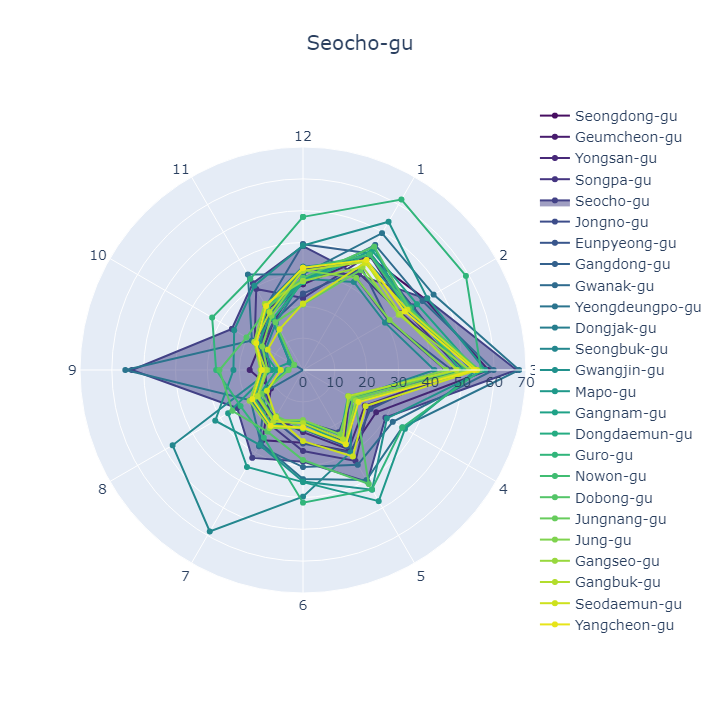 Seocho-gu
12
11
1
10
2
9
0 10 20 30 40 50 60 70
3
8
4
7
5
6
Seongdong-gu
Geumcheon-gu
Yongsan-gu
Songpa-gu
Seocho-gu
Jongno-gu
Eunpyeong-gu
Gangdong-gu
Gwanak-gu
Yeongdeungpo-gu
Dongjak-gu
Seongbuk-gu
Gwangjin-gu
Mapo-gu
Gangnam-gu
Dongdaemun-gu
Guro-gu
Nowon-gu
Dobong-gu
Jungnang-gu
Jung-gu
Gangseo-gu
Gangbuk-gu
Seodaemun-gu
Yangcheon-gu